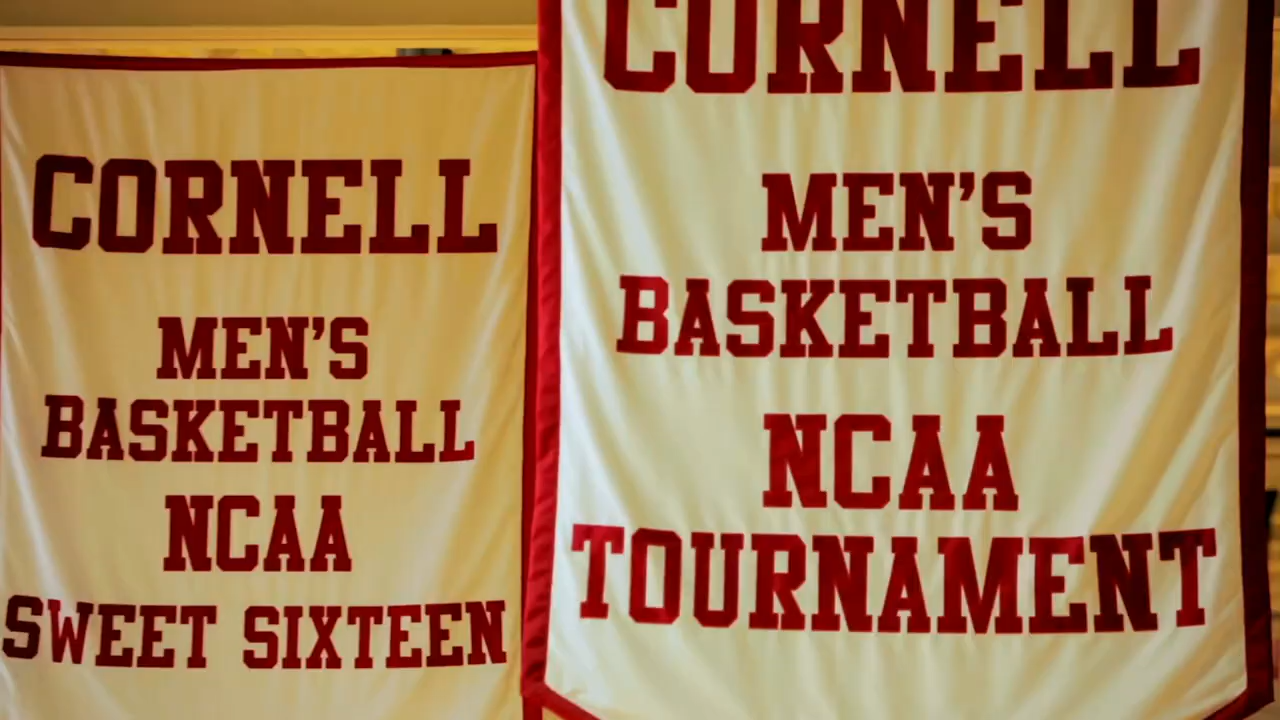 CORNELL
MEN'S
BASKETBALL
NCAA
SWEET SIXTEEN
CORNELL
MEN'S
BASKETBALL
NCAA
TOURNAMENT